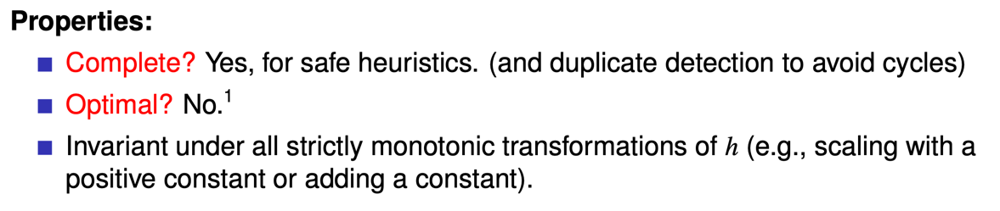 Properties:
Complete? Yes, for safe heuristics. (and duplicate detection to avoid cycles)
Optimal? No.¹
Invariant under all strictly monotonic transformations of h (e.g., scaling with a
positive constant or adding a constant).